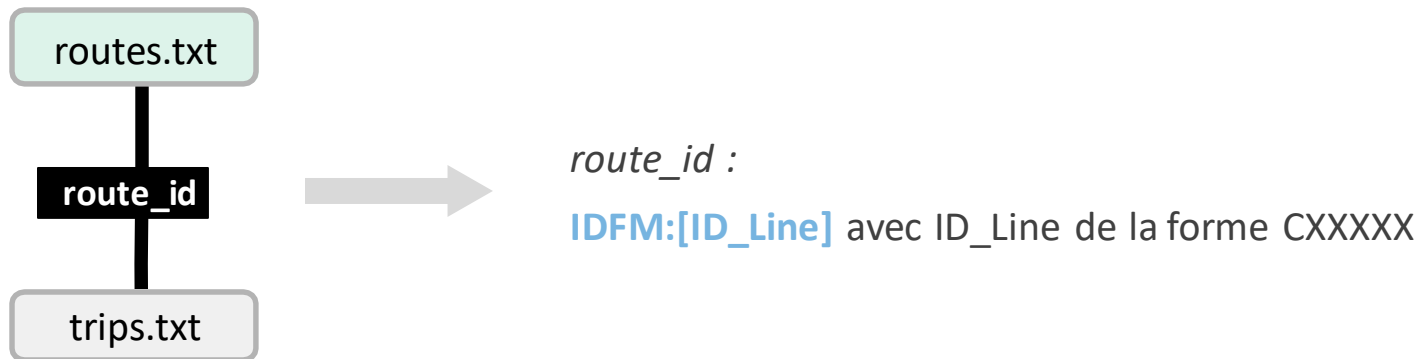 routes.txt
route_id
trips.txt
route_id :
IDFM:[ID_Line] avec ID_Line de la forme CXXXXX